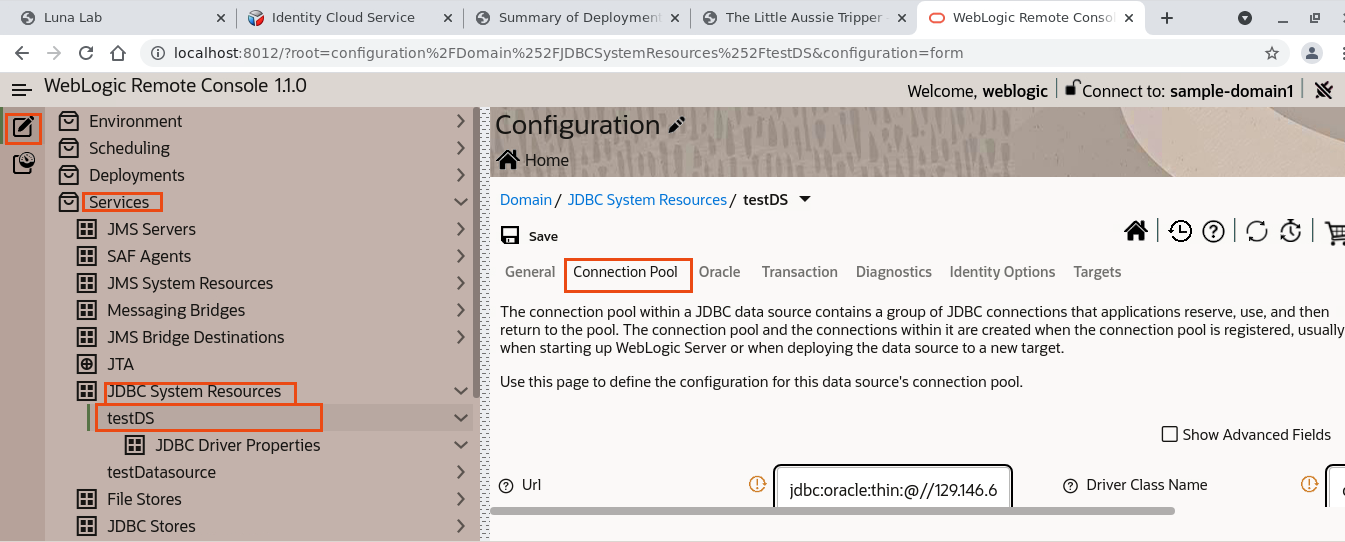 Luna Lab
Identity Cloud Service
Summary of Deployment
The Little Aussie Tripper
WebLogic Remote Conso
localhost:8012/?root=configuration%2FDomain%252FJDBCSystemResources%252FtestDS&configuration=form
WebLogic Remote Console 1.1.0
Welcome, weblogic
Connect to: sample-domain1
Environment
Scheduling
Deployments
Services
JMS Servers
SAF Agents
JMS System Resources
Messaging Bridges
JMS Bridge Destinations
JTA
JDBC System Resources
testDS
JDBC Driver Properties
testDatasource
File Stores
JDBC Stores
Configuration
Home
Domain / JDBC System Resources / testDS
Save
General Connection Pool Oracle Transaction Diagnostics Identity Options Targets
The connection pool within a JDBC data source contains a group of JDBC connections that applications reserve, use, and then
return to the pool. The connection pool and the connections within it are created when the connection pool is registered, usually
when starting up WebLogic Server or when deploying the data source to a new target.
Use this page to define the configuration for this data source's connection pool.
Show Advanced Fields
Url
jdbc:oracle:thin:@//129.146.6
Driver Class Name